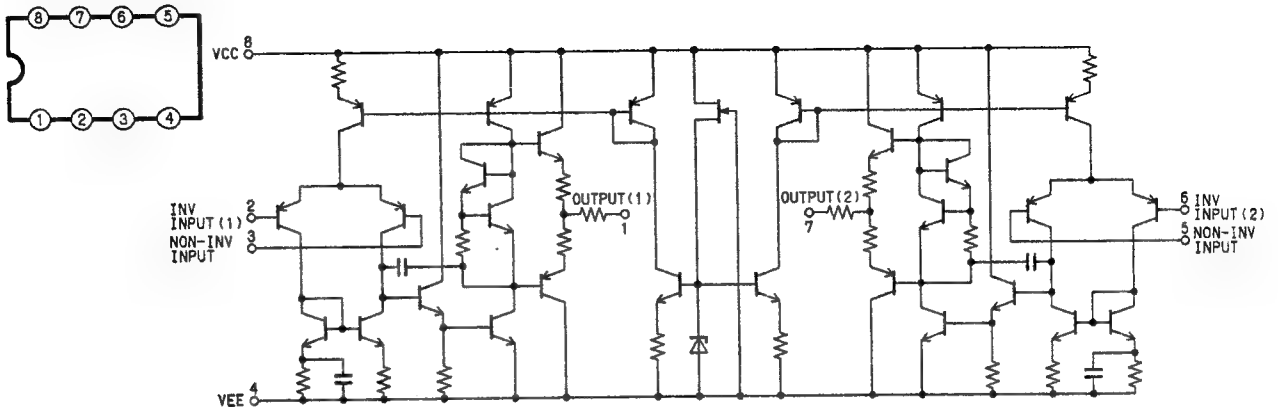 8 7 6 5
1 2 3 4
VCC 8
INV INPUT(1) 2
NON-INV INPUT 3
OUTPUT(1)
1
OUTPUT(2)
7
6 INV INPUT(2)
5 NON-INV INPUT
VEE 4